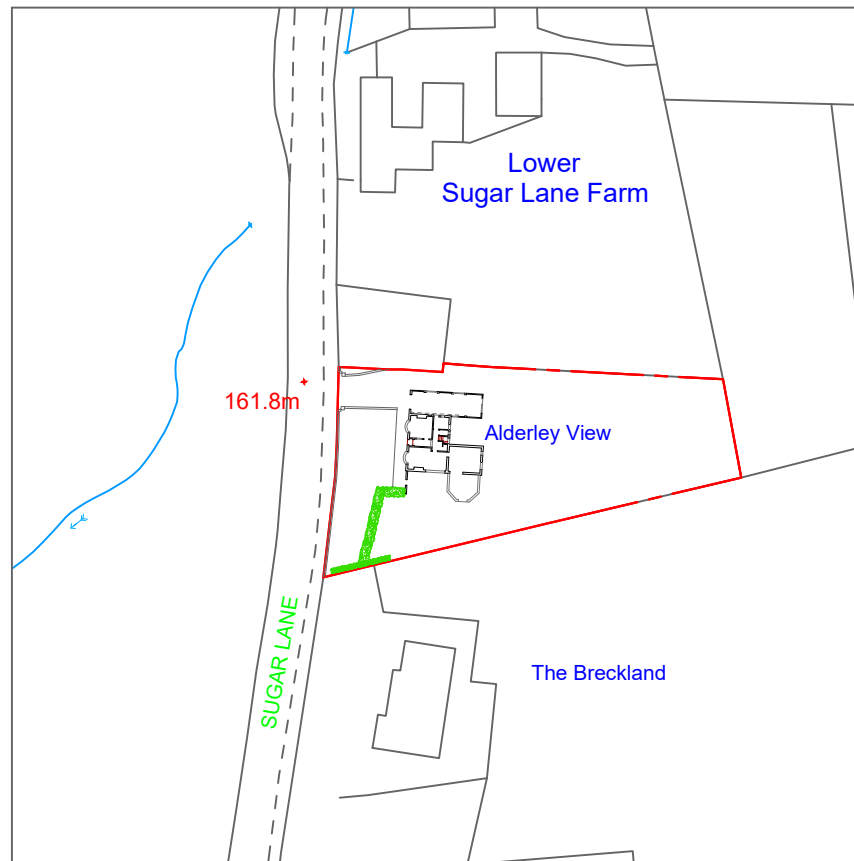 Lower
Sugar Lane Farm
161.8m
Alderley View
SUGAR LANE
The Breckland